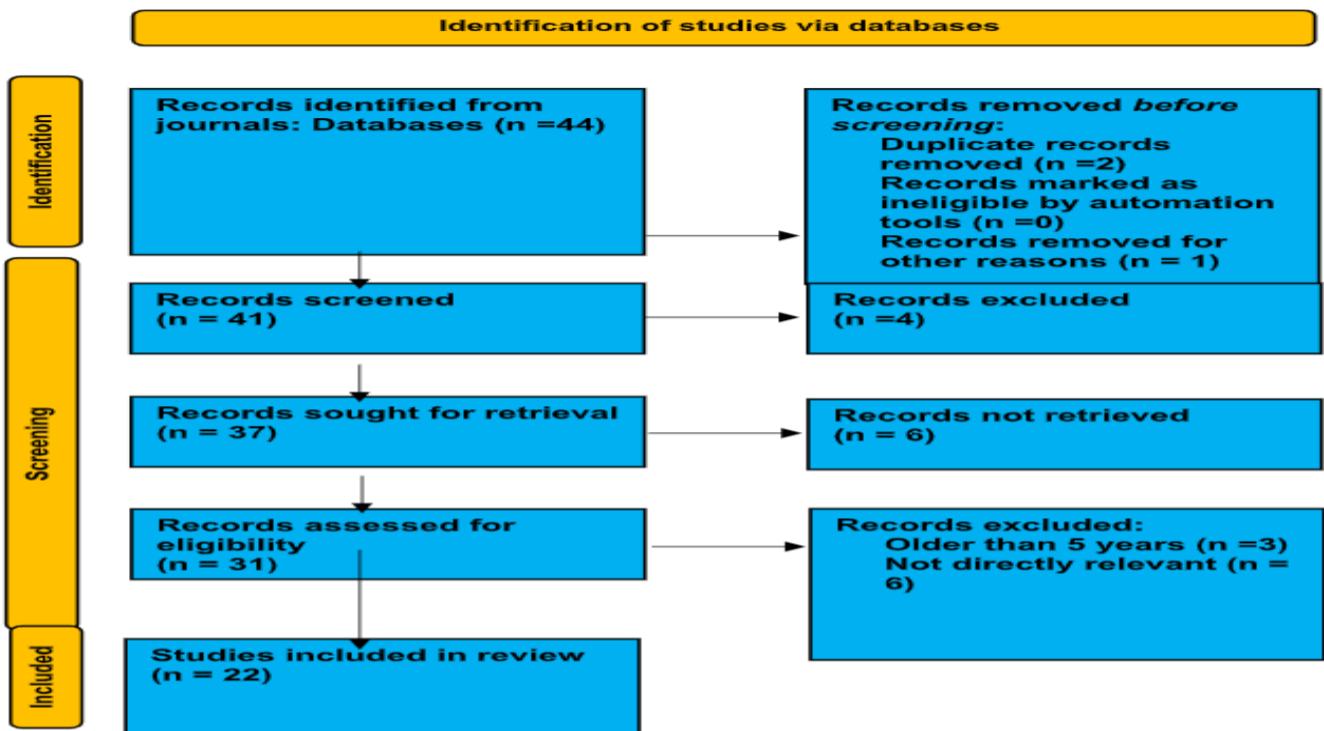 Identification of studies via databases
Identification
Records identified from
journals: Databases (n =44)
Records removed before
screening:
Duplicate records
removed (n =2)
Records marked as
ineligible by automation
tools (n =0)
Records removed for
other reasons (n = 1)
Screening
Records screened
(n = 41)
Records excluded
(n =4)
Records sought for retrieval
(n = 37)
Records not retrieved
(n = 6)
Records assessed for
eligibility
(n = 31)
Records excluded:
Older than 5 years (n =3)
Not directly relevant (n =
6)
Included
Studies included in review
(n = 22)